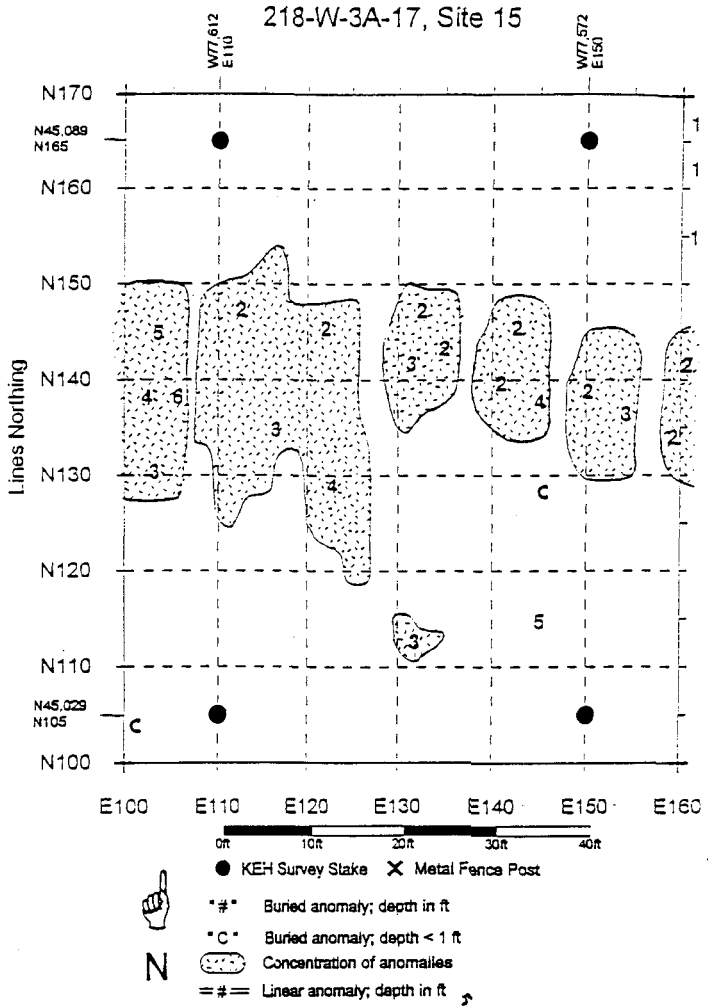 218-W-3A-17, Site 15
W77,612
E110
W77,572
E150
N170
N45,089
N165
N160
N150
N140
N130
N120
N110
N45,029
N105
N100
Lines Northing
1
1
1
2
2
2
2
2
5
3
3
2
4
6
2
4
2
3
2
3
3
4
C
5
3
C
E100 E110 E120 E130 E140 E150 E160
0ft 10ft 20ft 30ft 40ft
KEH Survey Stake X Metal Fence Post
"#" Buried anomaly; depth in ft
"C" Buried anomaly; depth < 1 ft
N Concentration of anomalies
=#= Linear anomaly; depth in ft